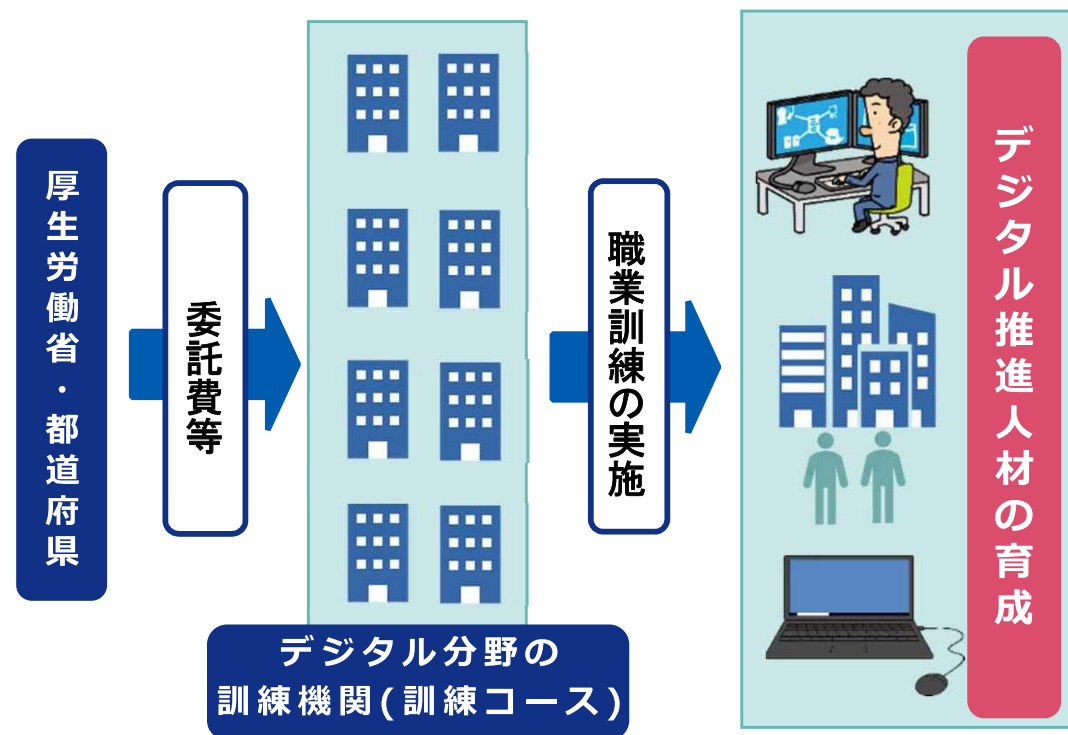 厚生労働省・都道府県
委託費等
デジタル分野の
訓練機関(訓練コース)
職業訓練の実施
デジタル推進人材の育成